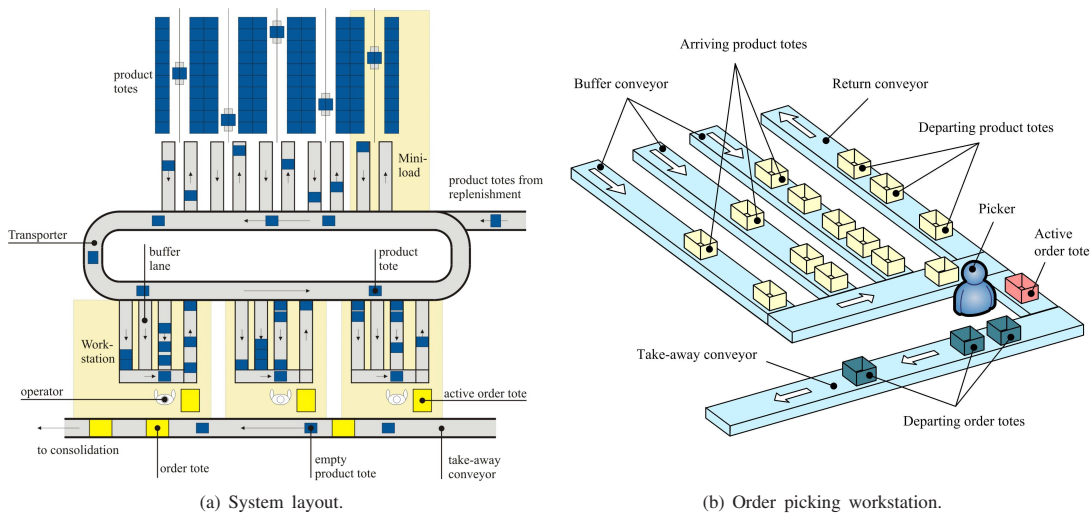 product
totes
Mini-
load
product totes from
replenishment
Transporter
buffer
lane
product
tote
Work-
station
operator
active order tote
to consolidation
order tote
empty
product tote
take-away
conveyor
(a) System layout.
Arriving product totes
Buffer conveyor
Return conveyor
Departing product totes
Picker
Active
order tote
Take-away conveyor
Departing order totes
(b) Order picking workstation.